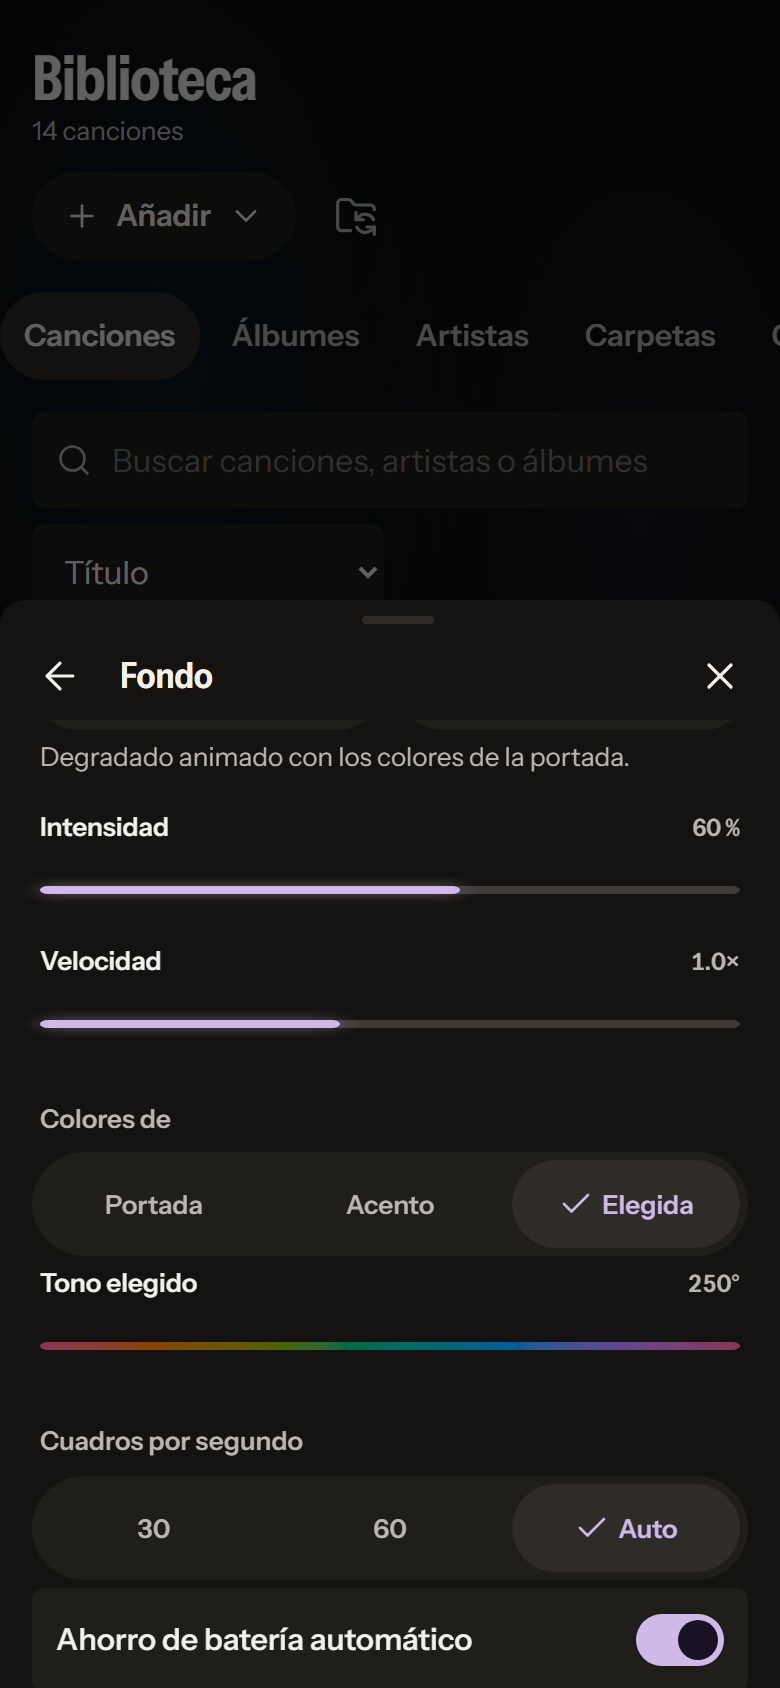 Biblioteca
14 canciones
Añadir
Canciones Álbumes Artistas Carpetas
Buscar canciones, artistas o álbumes
Título
Fondo
Degradado animado con los colores de la portada.
Intensidad 60 %
Velocidad 1.0×
Colores de
Portada Acento Elegida
Tono elegido 250°
Cuadros por segundo
30 60 Auto
Ahorro de batería automático